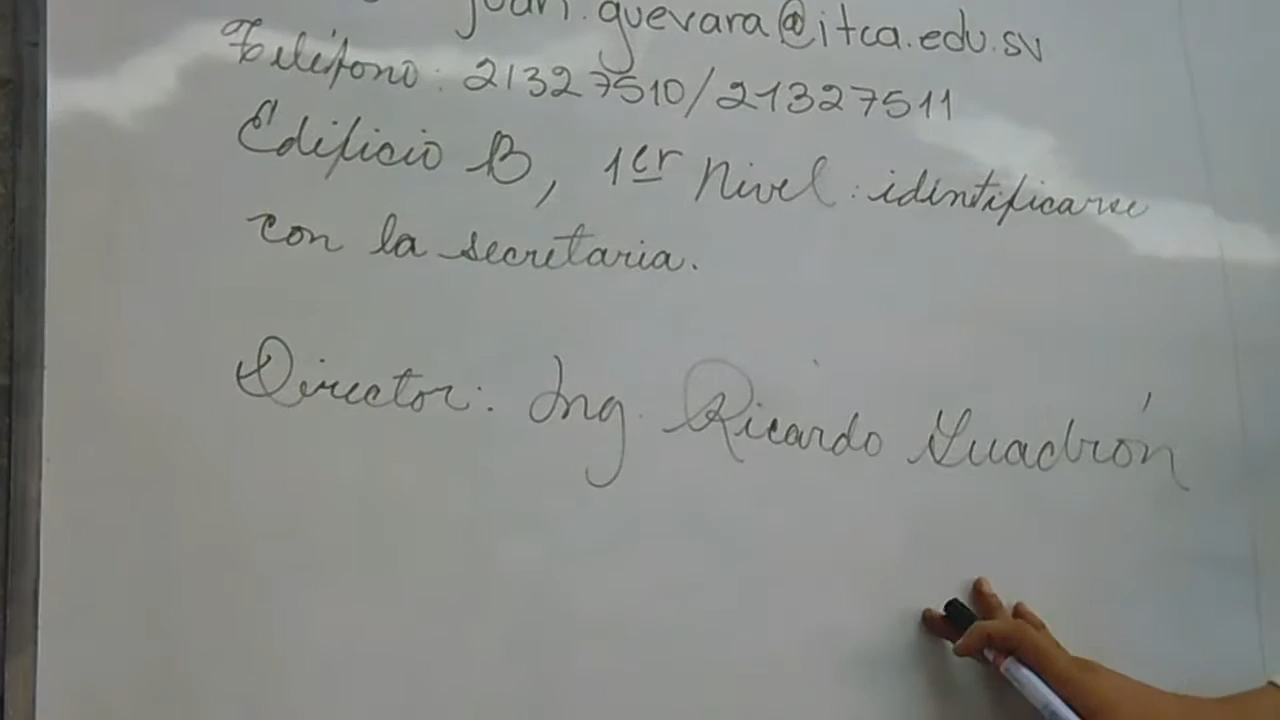 juan.guevara@itca.edu.sv
Teléfono: 21327510/21327511
Edificio B, 1er nivel: identificarse
con la secretaria.
Director: Ing. Ricardo Guadrón